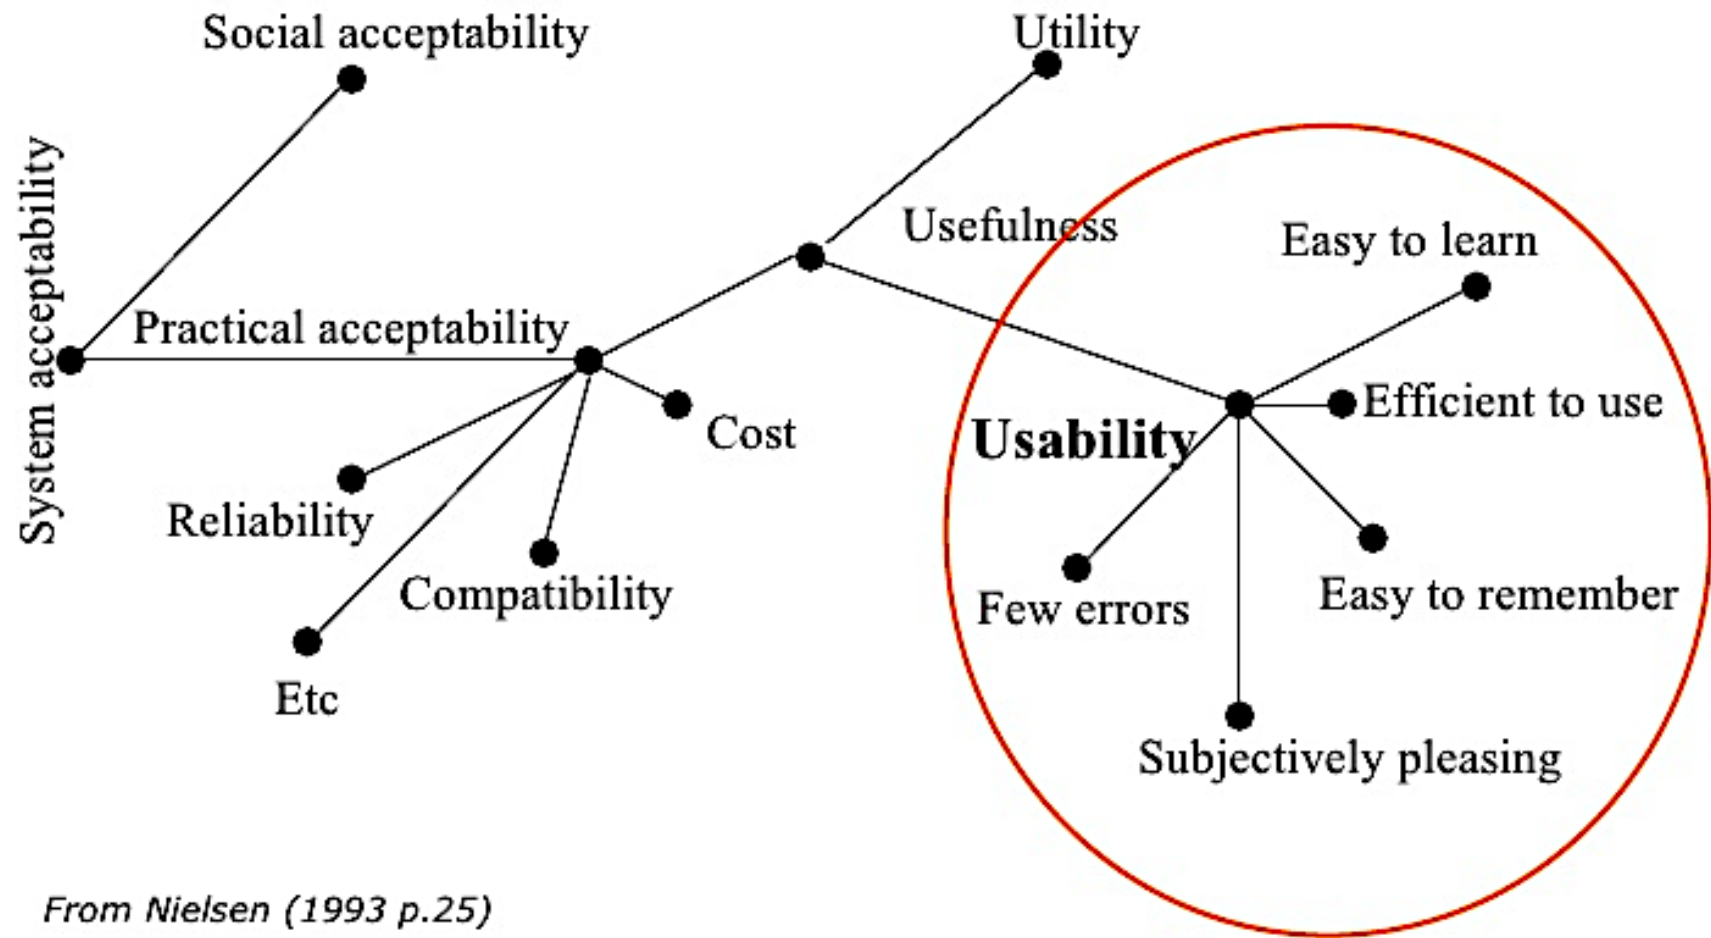 Social acceptability
Utility
System acceptability
Usefulness
Easy to learn
Practical acceptability
Efficient to use
Cost
Usability
Reliability
Compatibility
Few errors
Easy to remember
Etc
Subjectively pleasing
From Nielsen (1993 p.25)